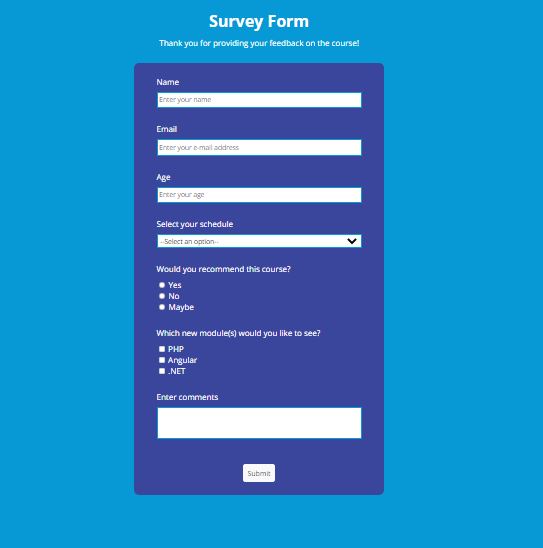 Survey Form
Thank you for providing your feedback on the course!
Name
Enter your name
Email
Enter your e-mail address
Age
Enter your age
Select your schedule
--Select an option--
Would you recommend this course?
Yes
No
Maybe
Which new module(s) would you like to see?
PHP
Angular
.NET
Enter comments
Submit